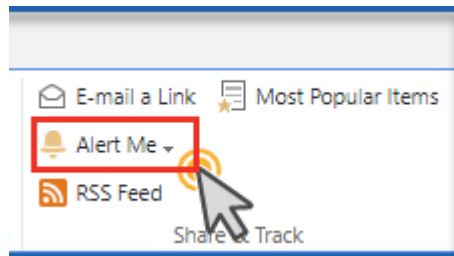 E-mail a Link Most Popular Items
Alert Me
RSS Feed
Share & Track